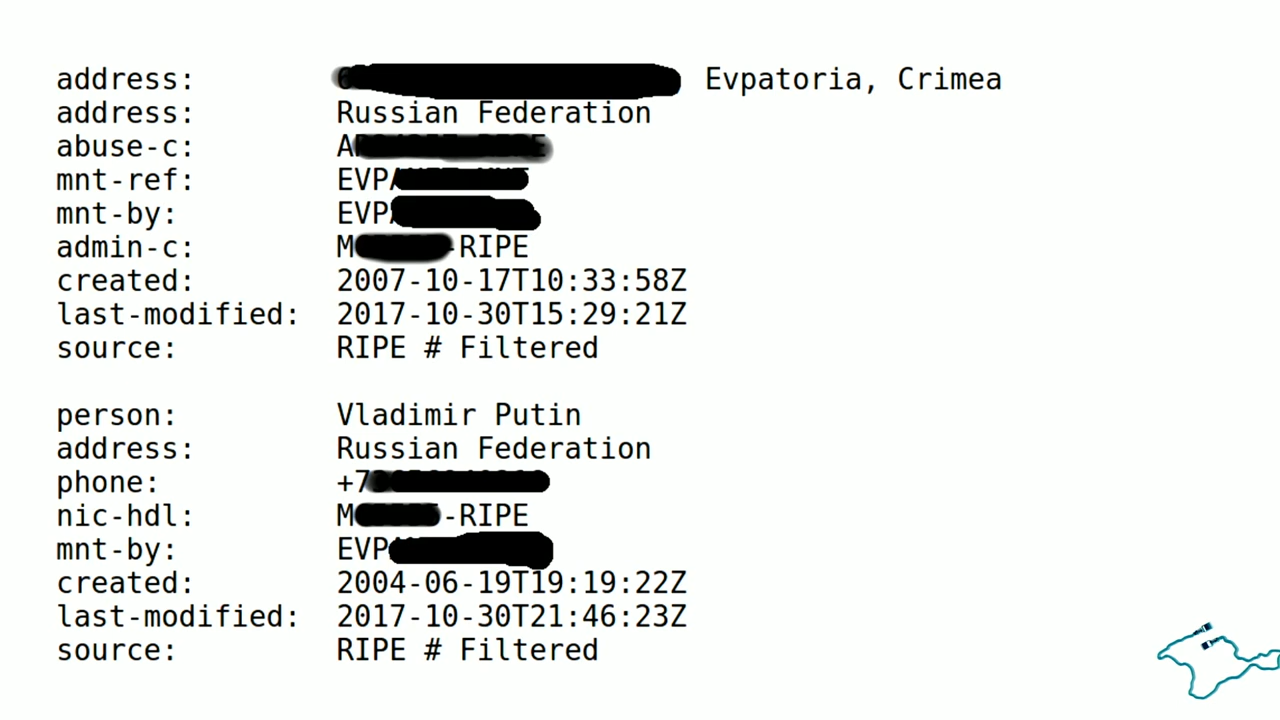 address: Evpatoria, Crimea
address: Russian Federation
abuse-c:
mnt-ref:
mnt-by:
admin-c: -RIPE
created: 2007-10-17T10:33:58Z
last-modified: 2017-10-30T15:29:21Z
source: RIPE # Filtered
person: Vladimir Putin
address: Russian Federation
phone:
nic-hdl: -RIPE
mnt-by:
created: 2004-06-19T19:19:22Z
last-modified: 2017-10-30T21:46:23Z
source: RIPE # Filtered